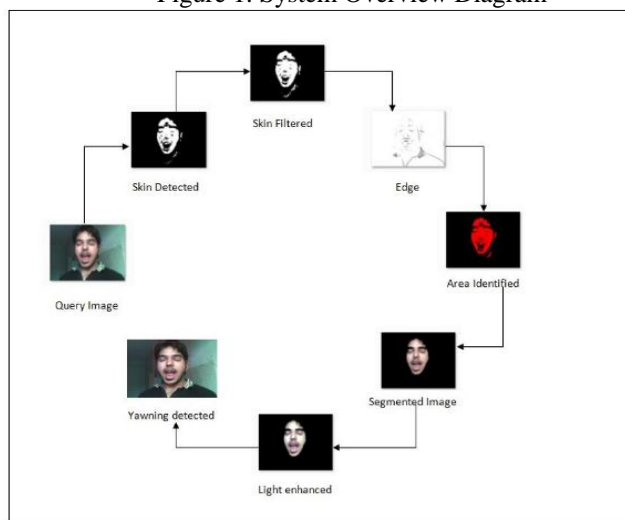 Figure 1: System Overview Diagram
Skin Filtered
Skin Detected
Edge
Query Image
Area Identified
Segmented Image
Yawning detected
Light enhanced